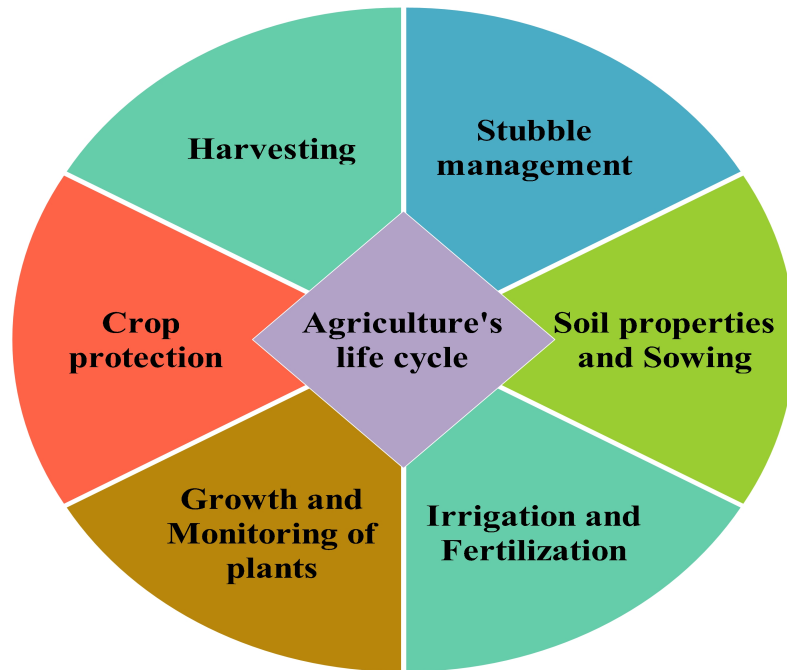 Harvesting
Stubble
management
Crop
protection
Agriculture's
life cycle
Soil properties
and Sowing
Growth and
Monitoring of
plants
Irrigation and
Fertilization